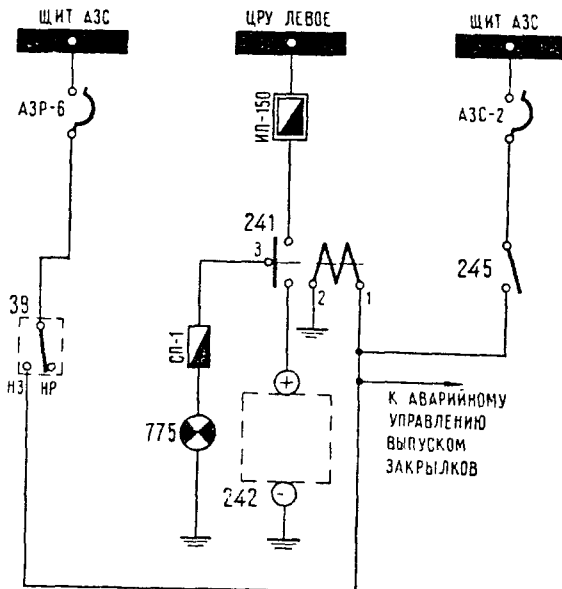 ЩИТ АЗС
ЦРУ ЛЕВОЕ
ЩИТ АЗС
АЗР-6
ИП-150
АЗС-2
241
3
245
2
1
39
НЗ НР
СП-1
775
+
242
-
К АВАРИЙНОМУ
УПРАВЛЕНИЮ
ВЫПУСКОМ
ЗАКРЫЛКОВ